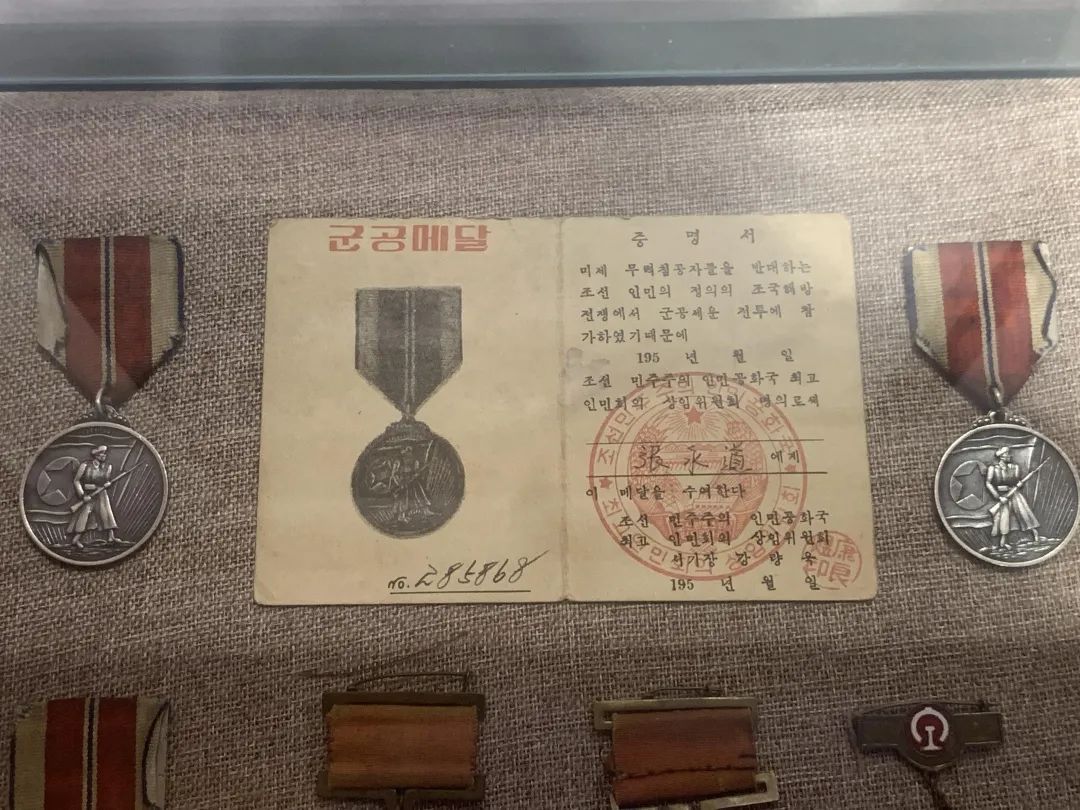 군공메달
No. 285868
증 명 서
미제 무력침공자들을 반대하는
조선 인민의 정의의 조국해방
전쟁에서 군공세운 전투에 참
가하였기때문에
195 년 월 일
조선 민주주의 인민공화국 최고
인민회의 상임위원회 명의로써
張永道 에게
이 메달을 수여한다
조선 민주주의 인민공화국
최고 인민회의 상임위원회
서기장 강 량 욱
195 년 월 일